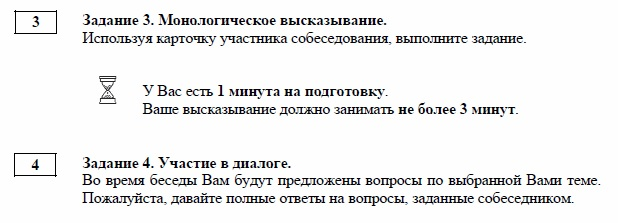 3
Задание 3. Монологическое высказывание.
Используя карточку участника собеседования, выполните задание.
У Вас есть 1 минута на подготовку.
Ваше высказывание должно занимать не более 3 минут.
4
Задание 4. Участие в диалоге.
Во время беседы Вам будут предложены вопросы по выбранной Вами теме.
Пожалуйста, давайте полные ответы на вопросы, заданные собеседником.